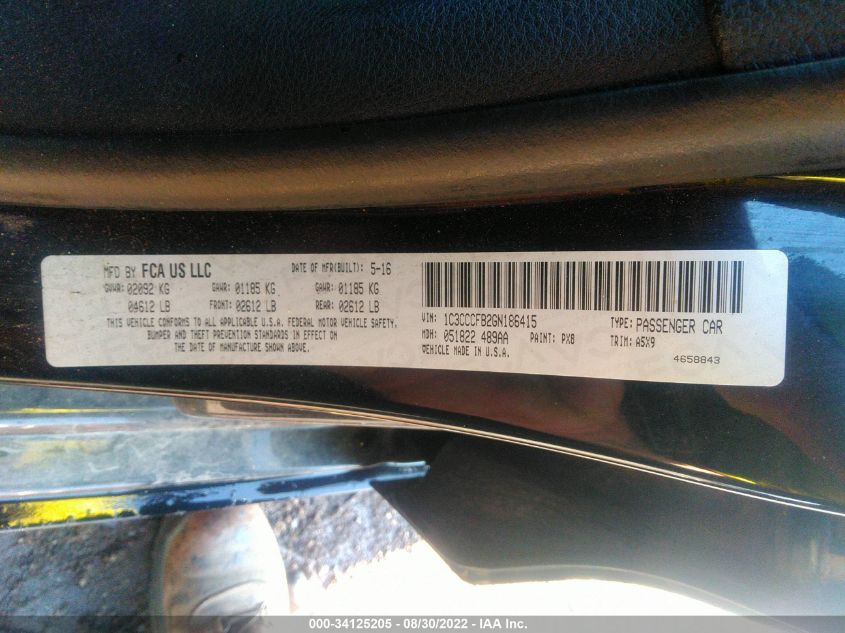 MFD BY FCA US LLC DATE OF MFR(BUILT): 5-16
GVWR: 02092 KG GAWR: 01185 KG GAWR: 01185 KG
04612 LB FRONT: 02612 LB REAR: 02612 LB
THIS VEHICLE CONFORMS TO ALL APPLICABLE U.S.A. FEDERAL MOTOR VEHICLE SAFETY,
BUMPER AND THEFT PREVENTION STANDARDS IN EFFECT ON
THE DATE OF MANUFACTURE SHOWN ABOVE.
VIN: 1C3CCCFB2GN186415 TYPE: PASSENGER CAR
MDH: 051822 489AA PAINT: PX8 TRIM: A5X9
VEHICLE MADE IN U.S.A.
4658843
000-34125205 - 08/30/2022 - IAA Inc.